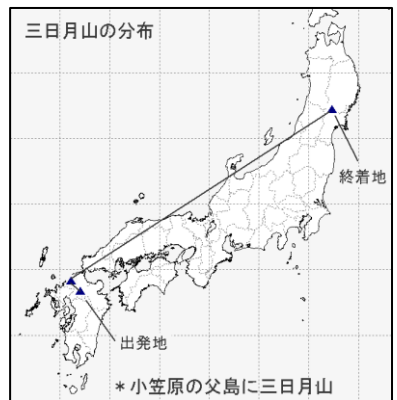 三日月山の分布
終着地
出発地
＊小笠原の父島に三日月山